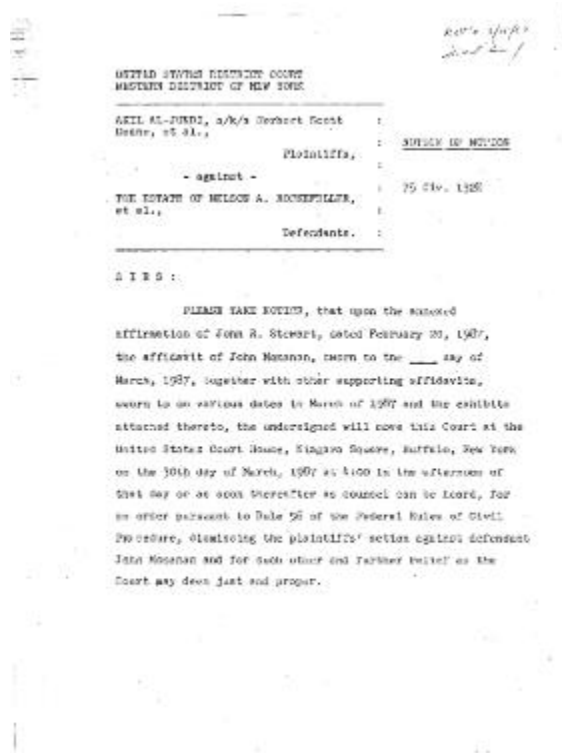 UNITED STATES DISTRICT COURT
WESTERN DISTRICT OF NEW YORK
AKIL AL-JUNDI, a/k/a Herbert Scott
et al.,
Plaintiffs,
- against -
THE ESTATE OF NELSON A. ROCKEFELLER,
et al.,
Defendants.
:
:
:
:
:
:
NOTICE OF MOTION
75 Civ. 132
S I R S :
PLEASE TAKE NOTICE, that upon the annexed
affirmation of John R. Stewart, dated February 20, 1987,
the affidavit of John Monanan, sworn to the ____ day of
March, 1987, together with other supporting affidavits,
sworn to on various dates in March of 1987 and the exhibits
attached thereto, the undersigned will move this Court at the
United States Court House, Niagara Square, Buffalo, New York
on the 30th day of March, 1987 at 4:00 in the afternoon of
that day or as soon thereafter as counsel can be heard, for
an order pursuant to Rule 56 of the Federal Rules of Civil
Procedure, dismissing the plaintiffs' action against defendant
John Monanan and for such other and further relief as the
Court may deem just and proper.